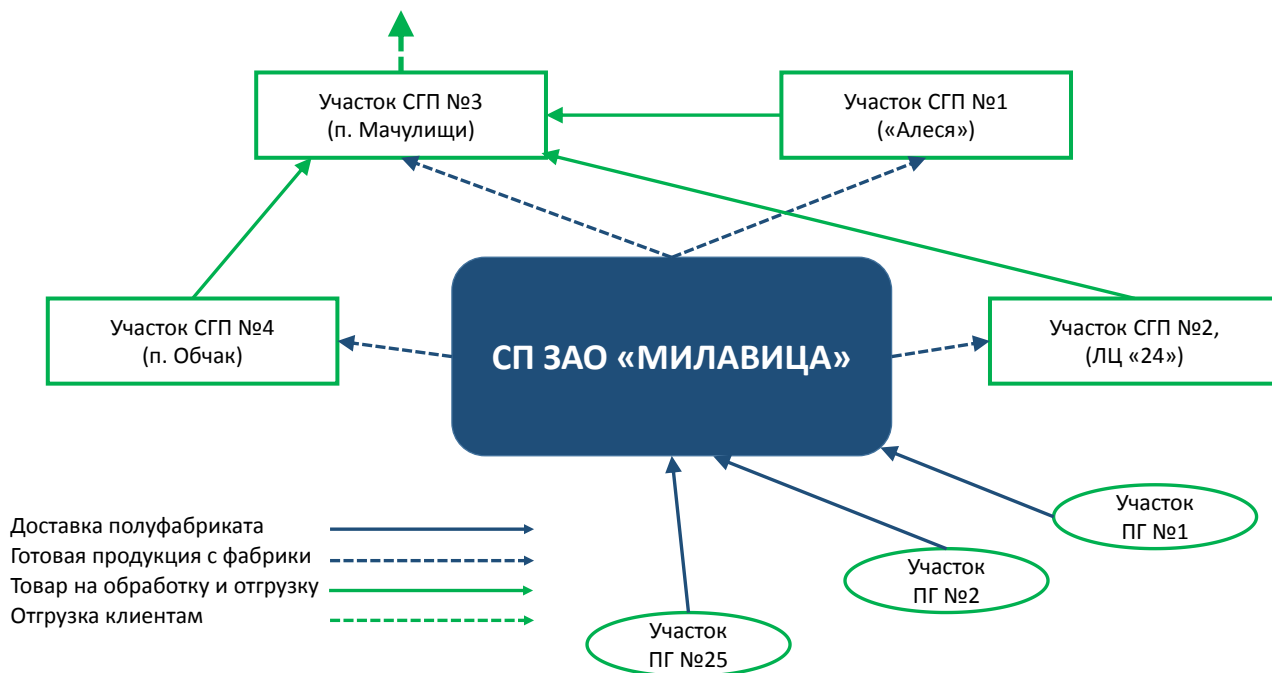 Участок СГП №3
(п. Мачулищи)
Участок СГП №1
(«Алеся»)
Участок СГП №4
(п. Обчак)
СП ЗАО «МИЛАВИЦА»
Участок СГП №2,
(ЛЦ «24»)
Участок
ПГ №1
Участок
ПГ №2
Участок
ПГ №25
Доставка полуфабриката
Готовая продукция с фабрики
Товар на обработку и отгрузку
Отгрузка клиентам